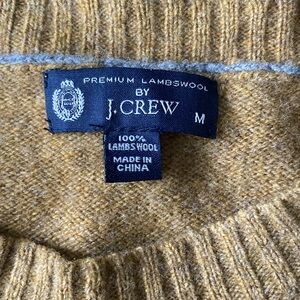 PREMIUM LAMBSWOOL
BY
J.CREW
M
100%
LAMBSWOOL
MADE IN
CHINA